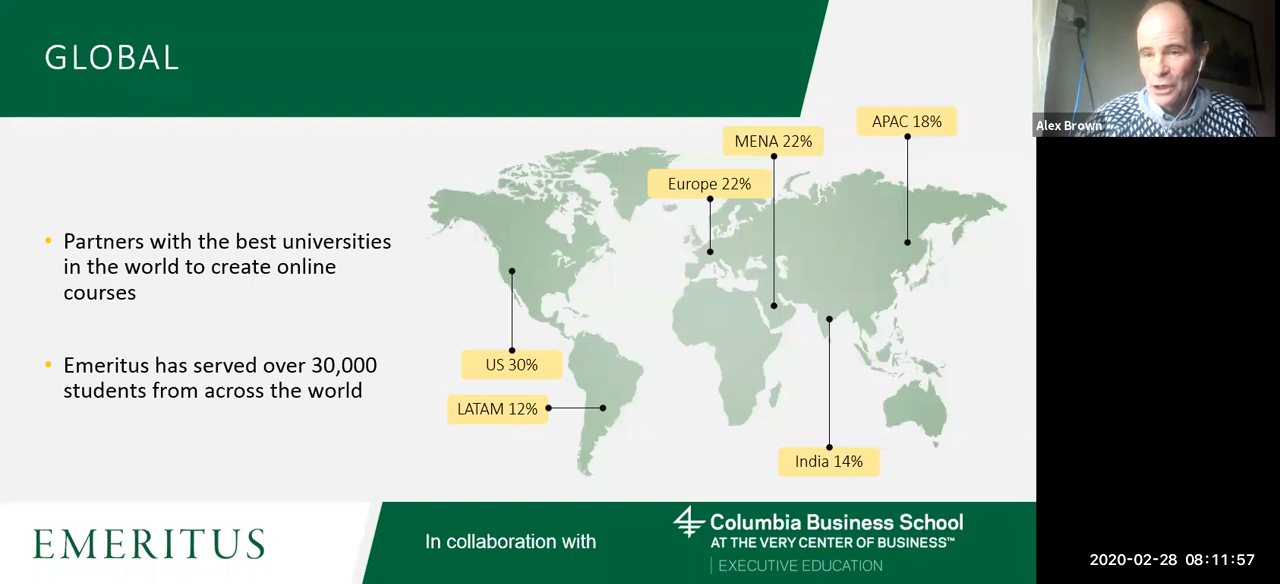 GLOBAL
Partners with the best universities
in the world to create online
courses
Emeritus has served over 30,000
students from across the world
APAC 18%
MENA 22%
Europe 22%
US 30%
LATAM 12%
India 14%
EMERITUS
In collaboration with
Columbia Business School
AT THE VERY CENTER OF BUSINESS™
EXECUTIVE EDUCATION
Alex Brown
2020-02-28 08:11:57